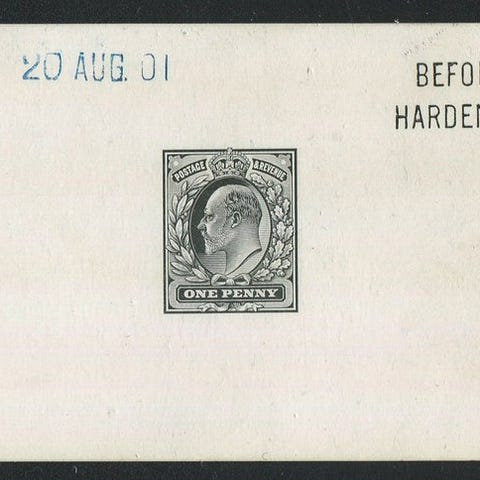 20 AUG. 01
BEFO
HARDEN
POSTAGE & REVENUE
ONE PENNY